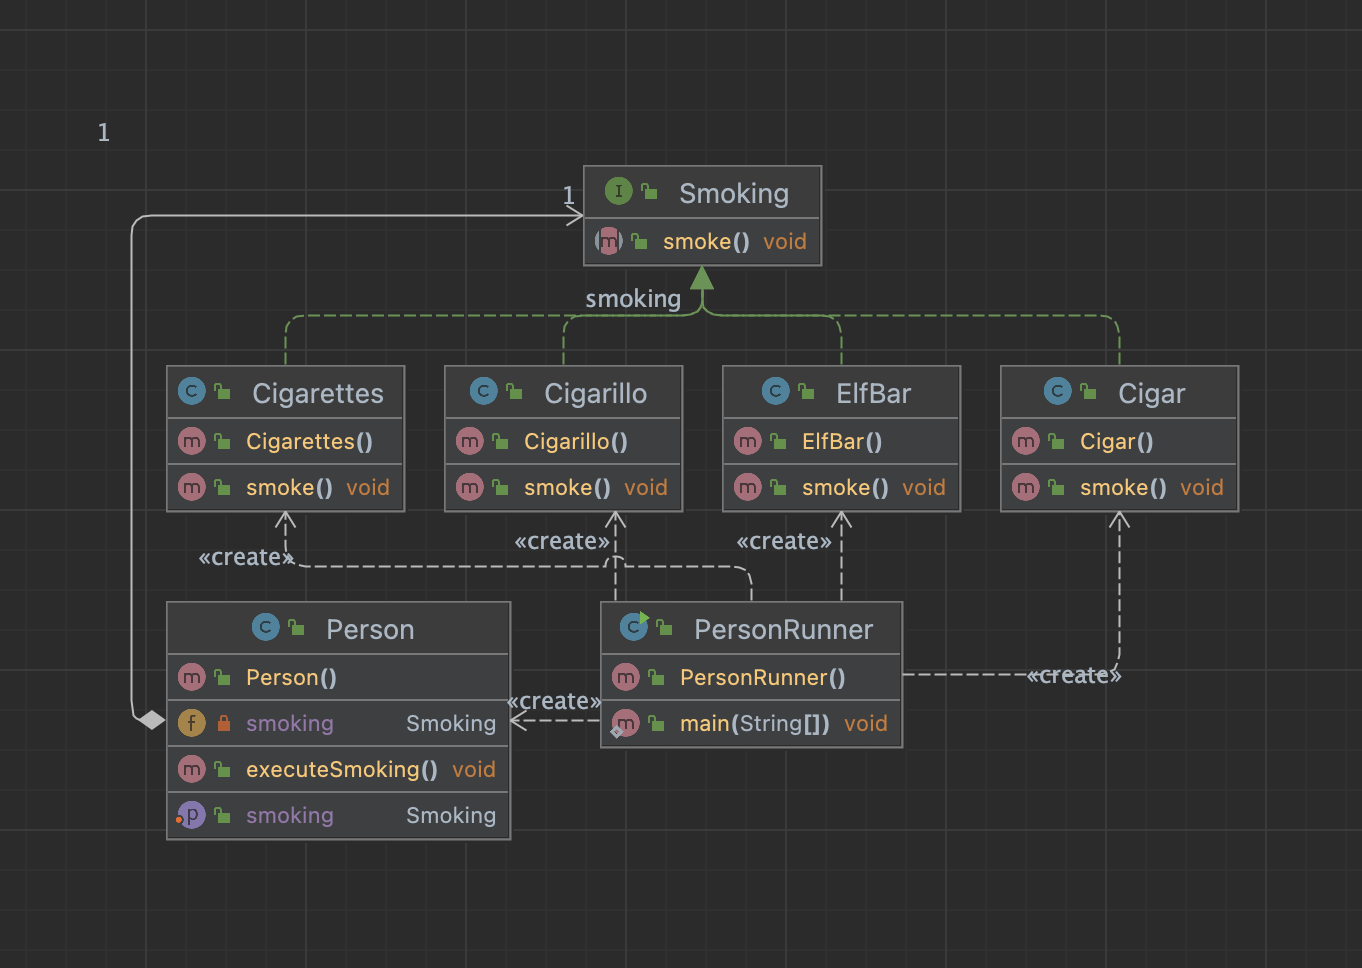 1
1
I Smoking
m smoke() void
smoking
C Cigarettes
m Cigarettes()
m smoke() void
C Cigarillo
m Cigarillo()
m smoke() void
C ElfBar
m ElfBar()
m smoke() void
C Cigar
m Cigar()
m smoke() void
«create»
«create»
«create»
C Person
m Person()
f smoking Smoking
m executeSmoking() void
p smoking Smoking
«create»
C PersonRunner
m PersonRunner()
m main(String[]) void
«create»